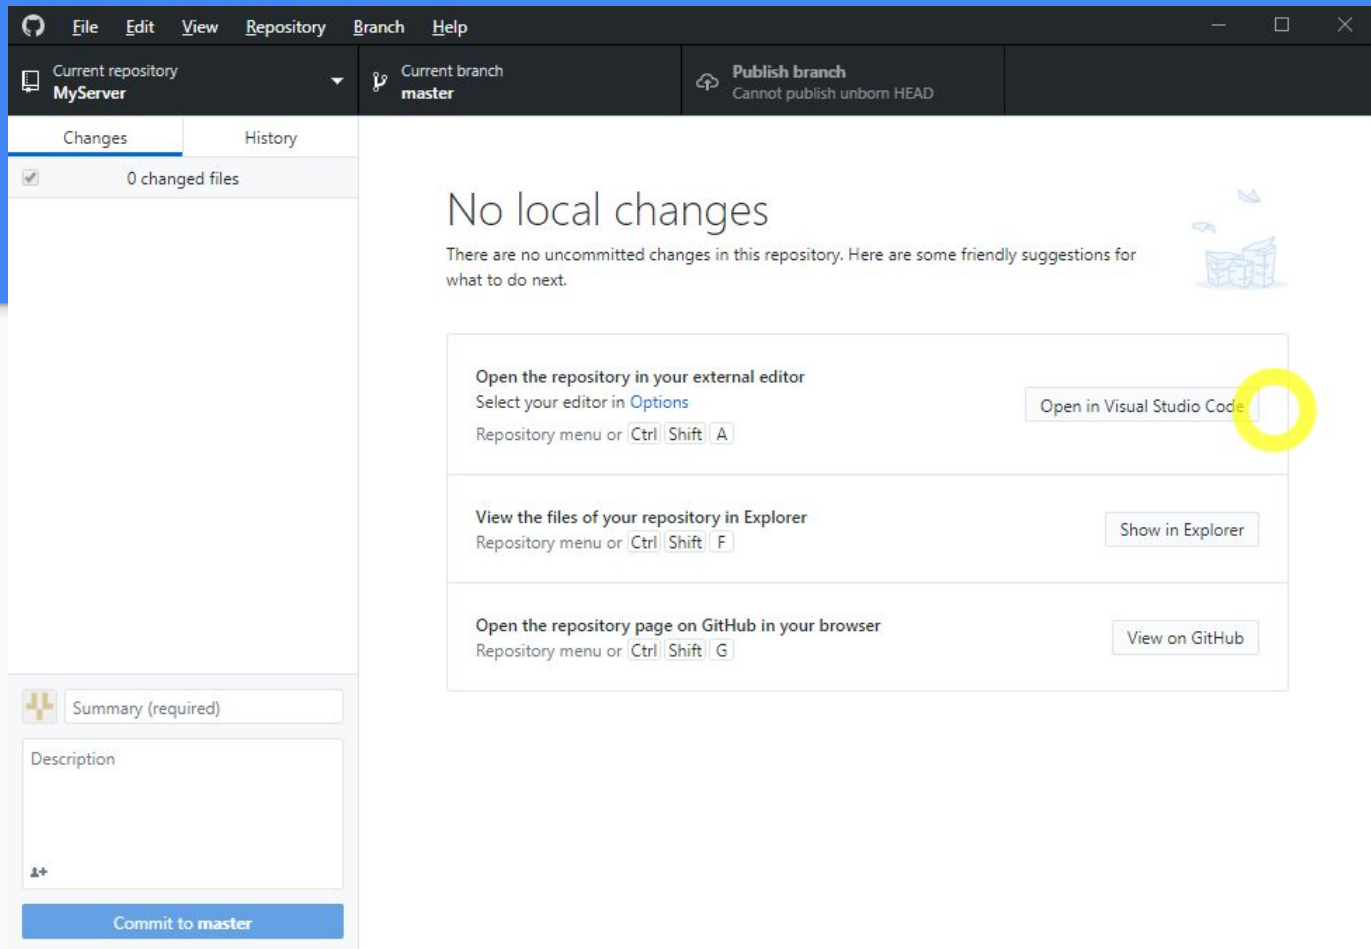 File Edit View Repository Branch Help
Current repository
MyServer
Current branch
master
Publish branch
Cannot publish unborn HEAD
Changes History
0 changed files
No local changes
There are no uncommitted changes in this repository. Here are some friendly suggestions for
what to do next.
Open the repository in your external editor
Select your editor in Options
Repository menu or Ctrl Shift A
Open in Visual Studio Code
View the files of your repository in Explorer
Repository menu or Ctrl Shift F
Show in Explorer
Open the repository page on GitHub in your browser
Repository menu or Ctrl Shift G
View on GitHub
Summary (required)
Description
Commit to master